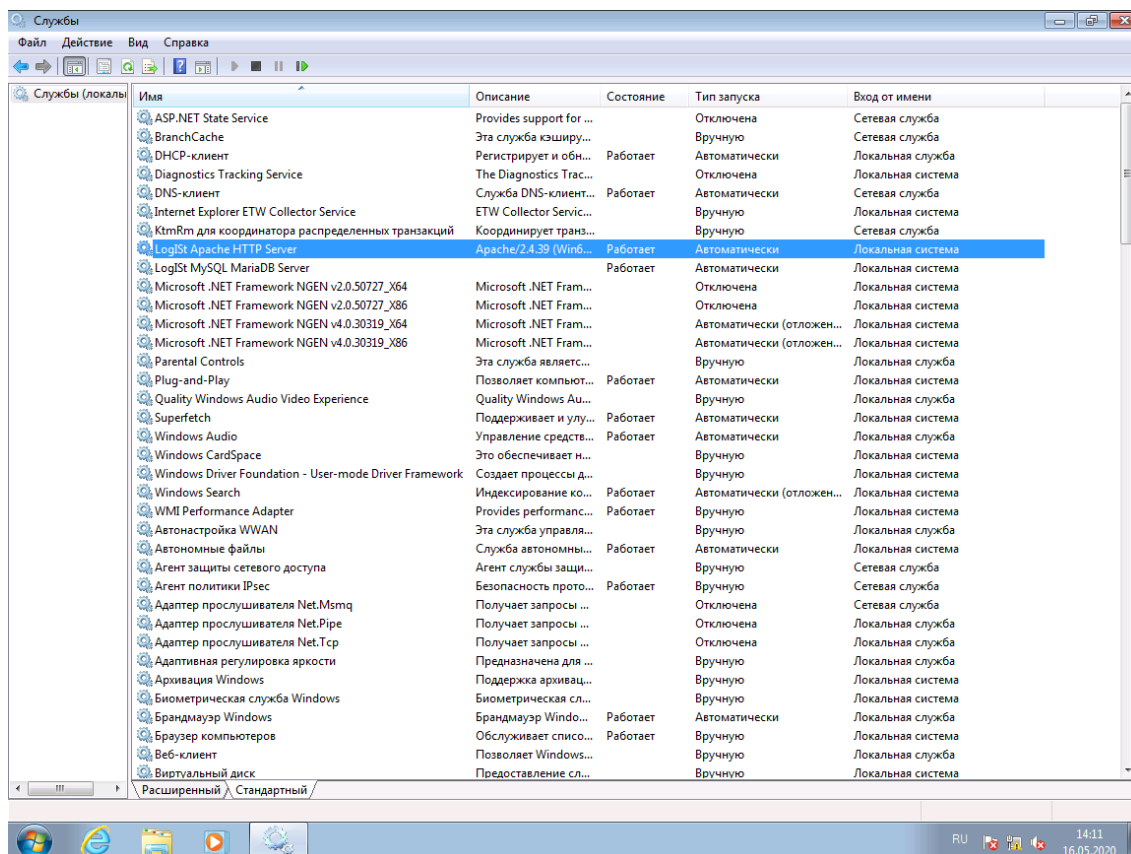 Службы
Файл Действие Вид Справка
Службы (локалы
Имя Описание Состояние Тип запуска Вход от имени
ASP.NET State Service Provides support for ... Отключена Сетевая служба
BranchCache Эта служба кэширу... Вручную Сетевая служба
DHCP-клиент Регистрирует и обн... Работает Автоматически Локальная служба
Diagnostics Tracking Service The Diagnostics Trac... Отключена Локальная система
DNS-клиент Служба DNS-клиент... Работает Автоматически Сетевая служба
Internet Explorer ETW Collector Service ETW Collector Servic... Вручную Локальная система
KtmRm для координатора распределенных транзакций Координирует транз... Вручную Сетевая служба
LogISt Apache HTTP Server Apache/2.4.39 (Win6... Работает Автоматически Локальная система
LogISt MySQL MariaDB Server Работает Автоматически Локальная система
Microsoft .NET Framework NGEN v2.0.50727_X64 Microsoft .NET Fram... Отключена Локальная система
Microsoft .NET Framework NGEN v2.0.50727_X86 Microsoft .NET Fram... Отключена Локальная система
Microsoft .NET Framework NGEN v4.0.30319_X64 Microsoft .NET Fram... Автоматически (отложен... Локальная система
Microsoft .NET Framework NGEN v4.0.30319_X86 Microsoft .NET Fram... Автоматически (отложен... Локальная система
Parental Controls Эта служба являетс... Вручную Локальная служба
Plug-and-Play Позволяет компьют... Работает Автоматически Локальная система
Quality Windows Audio Video Experience Quality Windows Au... Вручную Локальная служба
Superfetch Поддерживает и улу... Работает Автоматически Локальная система
Windows Audio Управление средств... Работает Автоматически Локальная служба
Windows CardSpace Это обеспечивает н... Вручную Локальная система
Windows Driver Foundation - User-mode Driver Framework Создает процессы д... Вручную Локальная система
Windows Search Индексирование ко... Работает Автоматически (отложен... Локальная система
WMI Performance Adapter Provides performanc... Работает Вручную Локальная система
Автонастройка WWAN Эта служба управля... Вручную Локальная служба
Автономные файлы Служба автономны... Работает Автоматически Локальная система
Агент защиты сетевого доступа Агент службы защи... Вручную Сетевая служба
Агент политики IPsec Безопасность прото... Работает Вручную Сетевая служба
Адаптер прослушивателя Net.Msmq Получает запросы ... Отключена Сетевая служба
Адаптер прослушивателя Net.Pipe Получает запросы ... Отключена Локальная служба
Адаптер прослушивателя Net.Tcp Получает запросы ... Отключена Локальная служба
Адаптивная регулировка яркости Предназначена для ... Вручную Локальная служба
Архивация Windows Поддержка архивац... Вручную Локальная система
Биометрическая служба Windows Биометрическая сл... Вручную Локальная система
Брандмауэр Windows Брандмауэр Windo... Работает Автоматически Локальная служба
Браузер компьютеров Обслуживает списо... Работает Вручную Локальная система
Веб-клиент Позволяет Windows... Вручную Локальная служба
Виртуальный диск Предоставление сл... Вручную Локальная система
Расширенный Стандартный
RU 14:11
16.05.2020